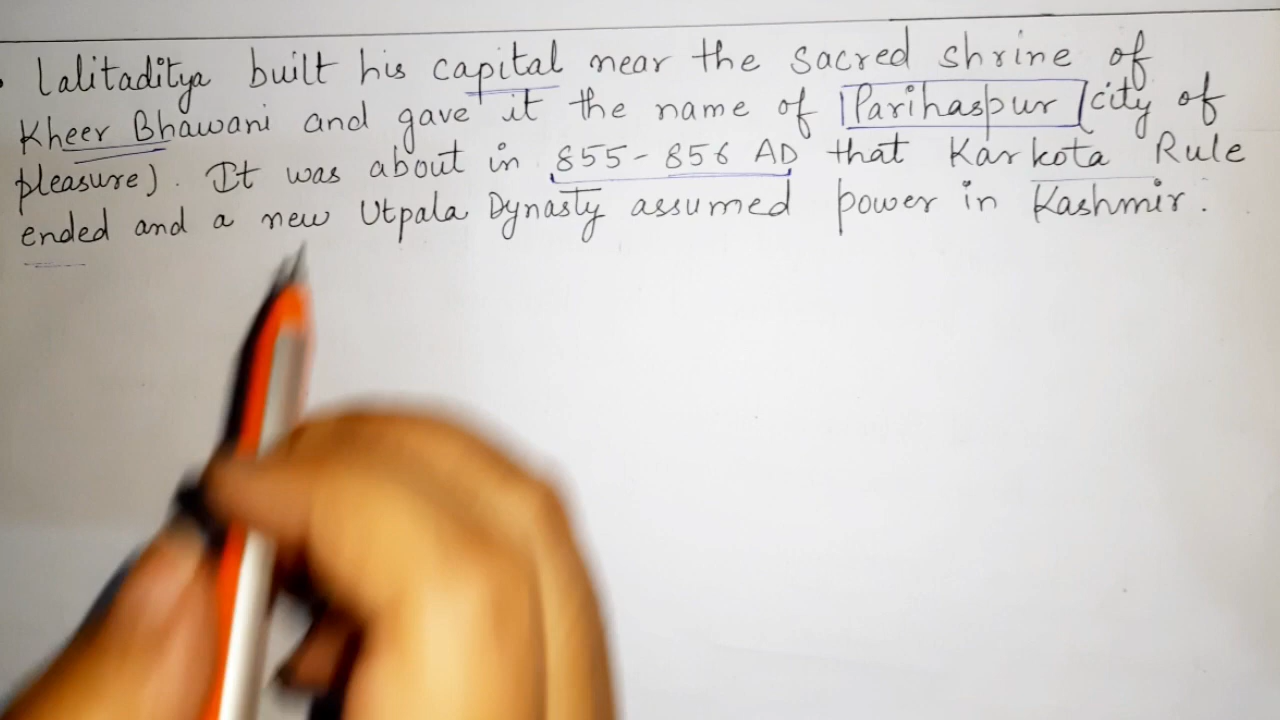 . Lalitaditya built his capital near the sacred shrine of
Kheer Bhawani and gave it the name of Parihaspur (city of
pleasure). It was about in 855-856 AD that Karkota Rule
ended and a new Utpala Dynasty assumed power in Kashmir.